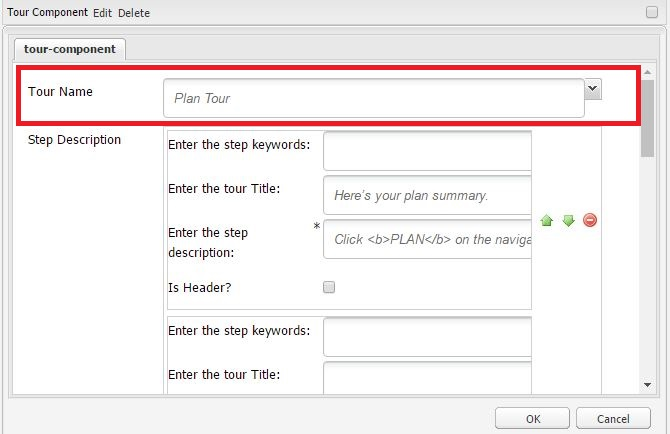 Tour Component Edit Delete
tour-component
Tour Name
Plan Tour
Step Description
Enter the step keywords:
Enter the tour Title:
Here's your plan summary.
Enter the step
description:
*
Click <b>PLAN</b> on the naviga
Is Header?
Enter the step keywords:
Enter the tour Title:
OK
Cancel